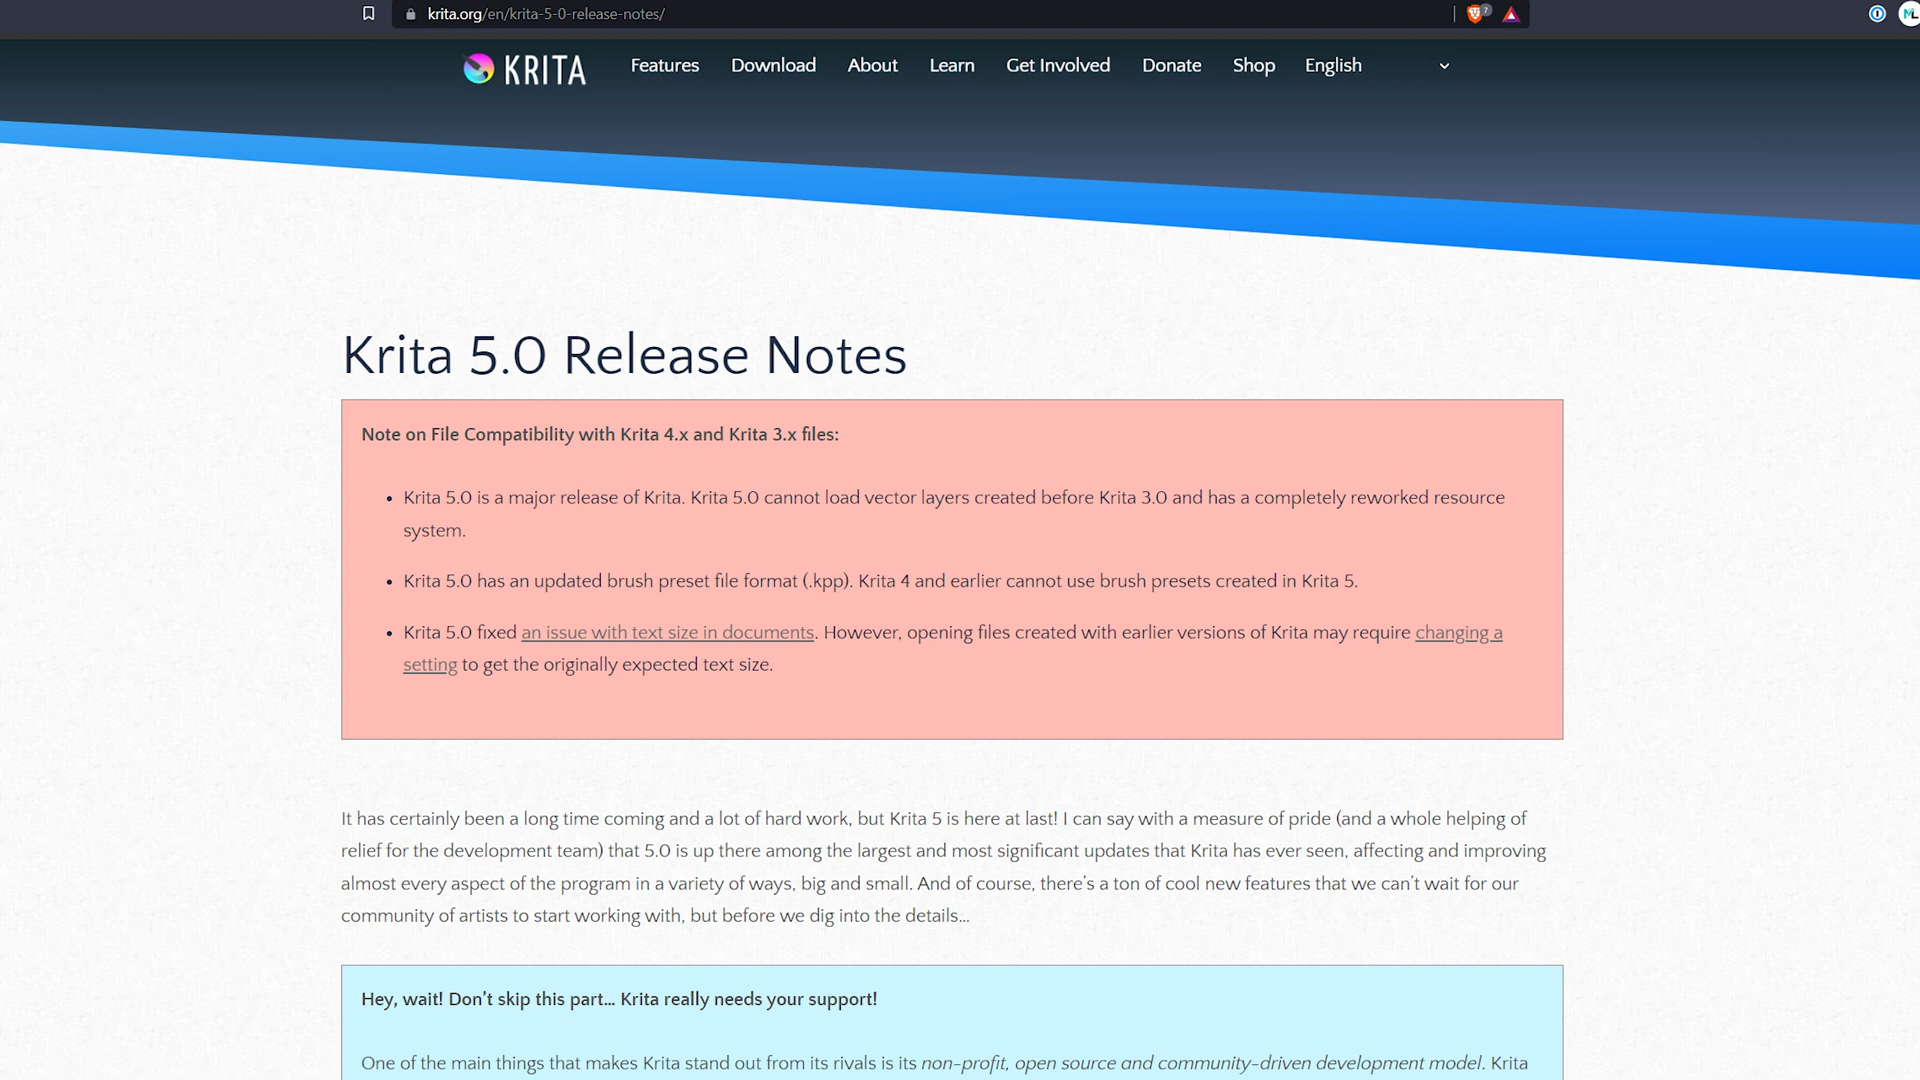 krita.org/en/krita-5-0-release-notes/
7
ML
KRITA
Features
Download
About
Learn
Get Involved
Donate
Shop
English
Krita 5.0 Release Notes
Note on File Compatibility with Krita 4.x and Krita 3.x files:
• Krita 5.0 is a major release of Krita. Krita 5.0 cannot load vector layers created before Krita 3.0 and has a completely reworked resource
system.
• Krita 5.0 has an updated brush preset file format (.kpp). Krita 4 and earlier cannot use brush presets created in Krita 5.
• Krita 5.0 fixed an issue with text size in documents. However, opening files created with earlier versions of Krita may require changing a
setting to get the originally expected text size.
It has certainly been a long time coming and a lot of hard work, but Krita 5 is here at last! I can say with a measure of pride (and a whole helping of
relief for the development team) that 5.0 is up there among the largest and most significant updates that Krita has ever seen, affecting and improving
almost every aspect of the program in a variety of ways, big and small. And of course, there’s a ton of cool new features that we can’t wait for our
community of artists to start working with, but before we dig into the details…
Hey, wait! Don’t skip this part… Krita really needs your support!
One of the main things that makes Krita stand out from its rivals is its non-profit, open source and community-driven development model. Krita